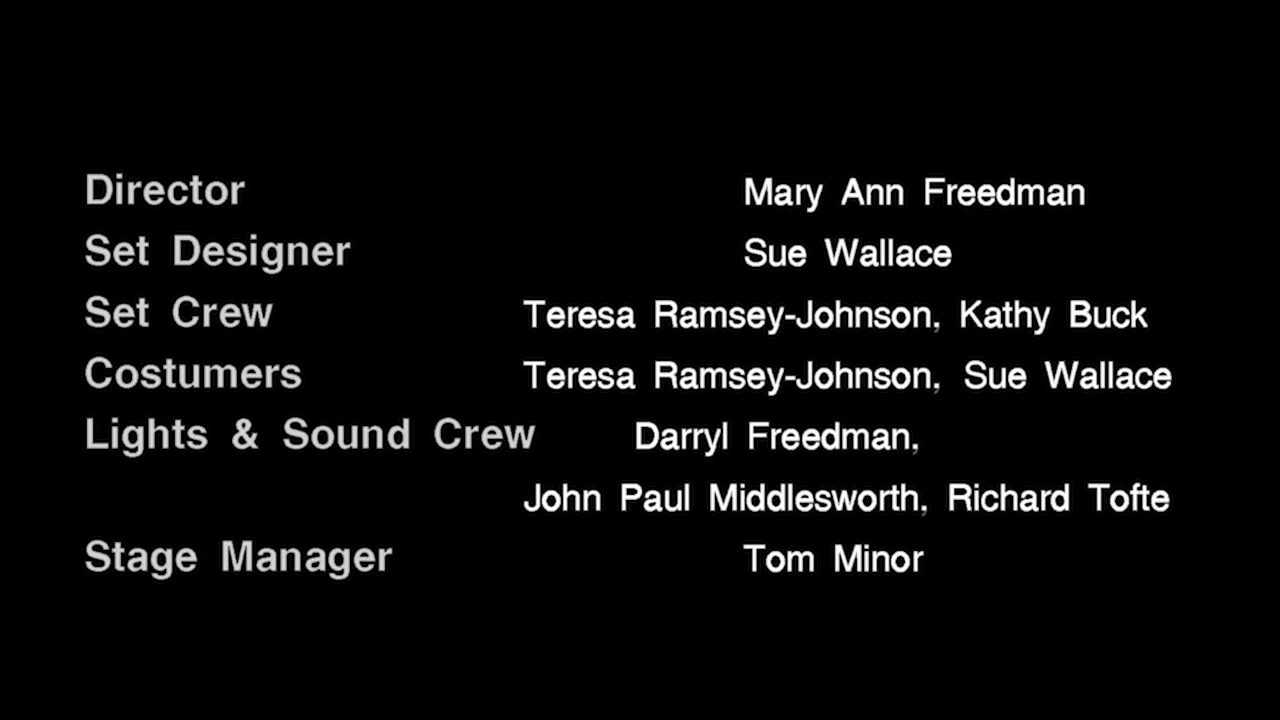 Director Mary Ann Freedman
Set Designer Sue Wallace
Set Crew Teresa Ramsey-Johnson, Kathy Buck
Costumers Teresa Ramsey-Johnson, Sue Wallace
Lights & Sound Crew Darryl Freedman,
John Paul Middlesworth, Richard Tofte
Stage Manager Tom Minor